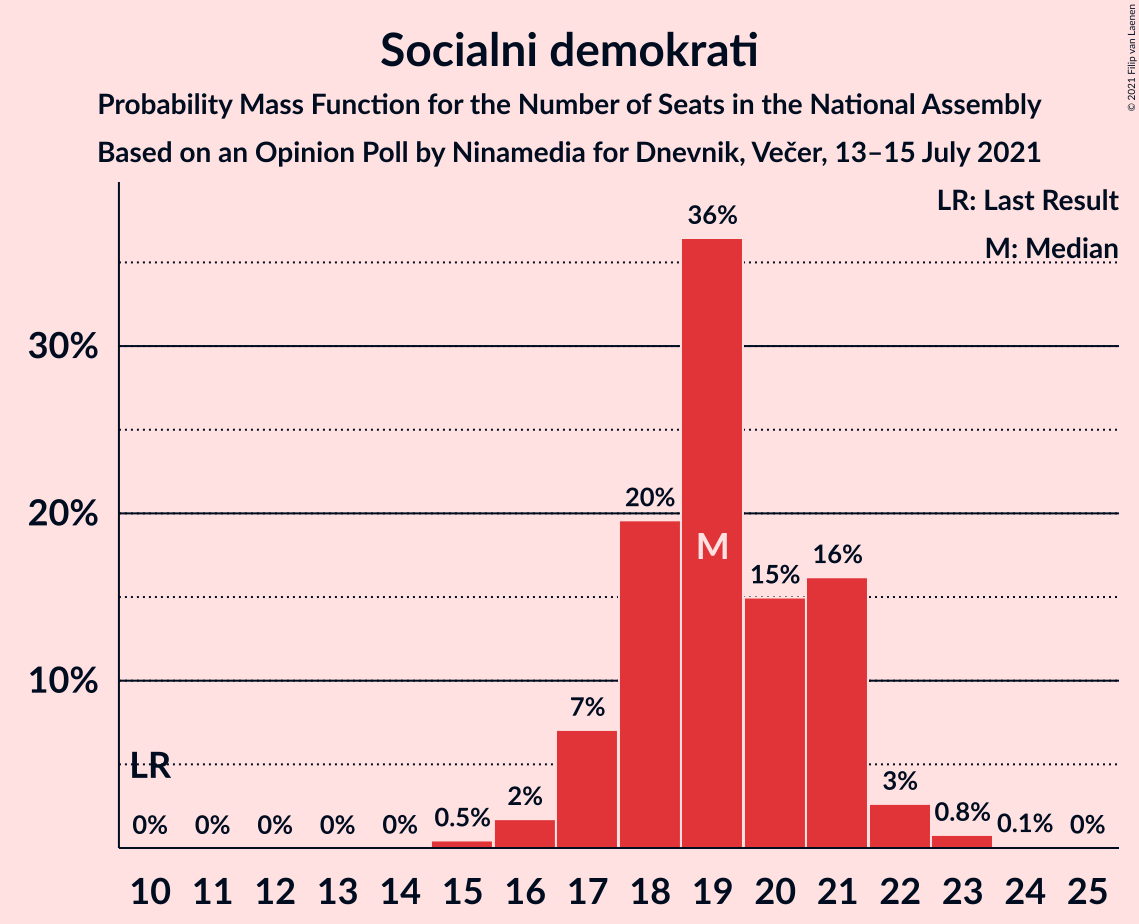 Socialni demokrati
Probability Mass Function for the Number of Seats in the National Assembly
Based on an Opinion Poll by Ninamedia for Dnevnik, Večer, 13–15 July 2021
© 2021 Filip van Laenen
LR: Last Result
M: Median
36%
30%
20%
20%
M
16%
15%
10%
7%
LR
3%
2%
0.8%
0.5%
0% 0% 0% 0% 0% 0.1% 0%
10 11 12 13 14 15 16 17 18 19 20 21 22 23 24 25